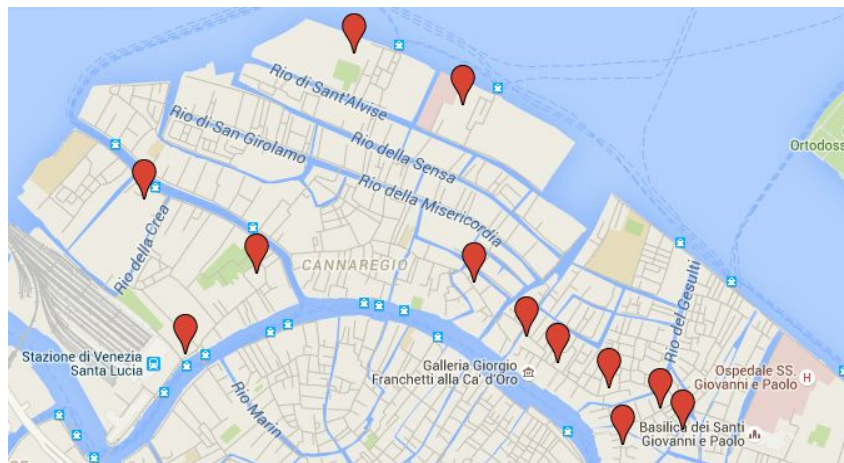 Rio di Sant'Alvise
Rio di San Girolamo
Rio della Sensa
Ortodoss
Rio della Misericordia
Rio della Crea
CANNAREGIO
Rio del Gesuiti
Stazione di Venezia
Santa Lucia
Galleria Giorgio
Franchetti alla Ca' d'Oro
Ospedale SS.
Giovanni e Paolo
H
Rio Marin
Basilica dei Santi
Giovanni e Paolo